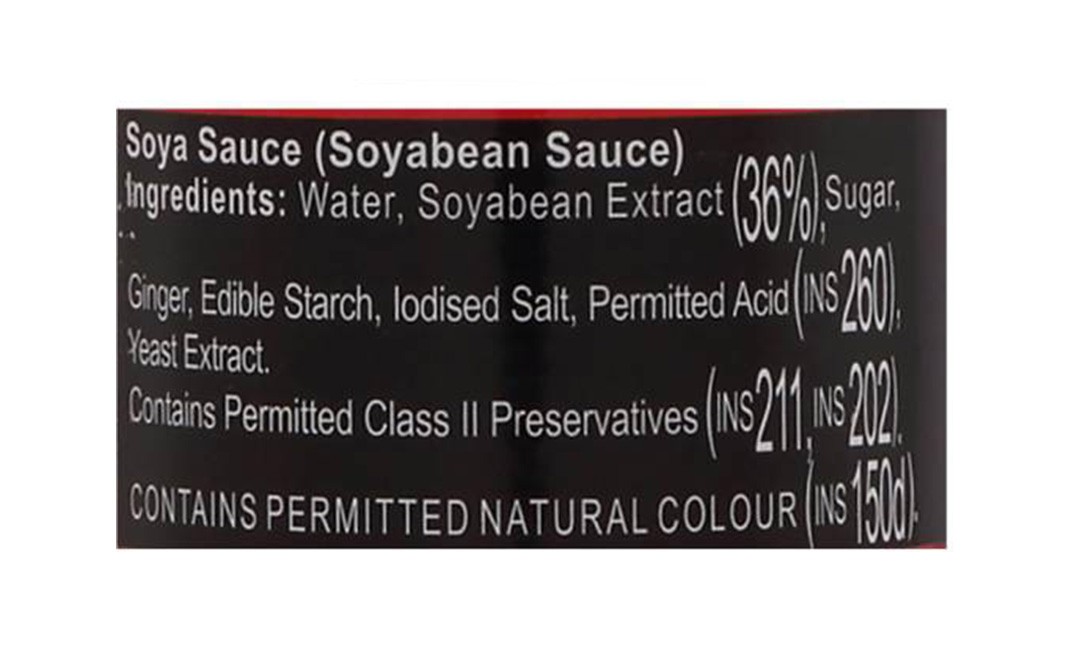 Soya Sauce (Soyabean Sauce)
Ingredients: Water, Soyabean Extract (36%), Sugar,
Ginger, Edible Starch, Iodised Salt, Permitted Acid (INS 260),
Yeast Extract.
Contains Permitted Class II Preservatives (INS 211, INS 202).
CONTAINS PERMITTED NATURAL COLOUR (INS 150d).